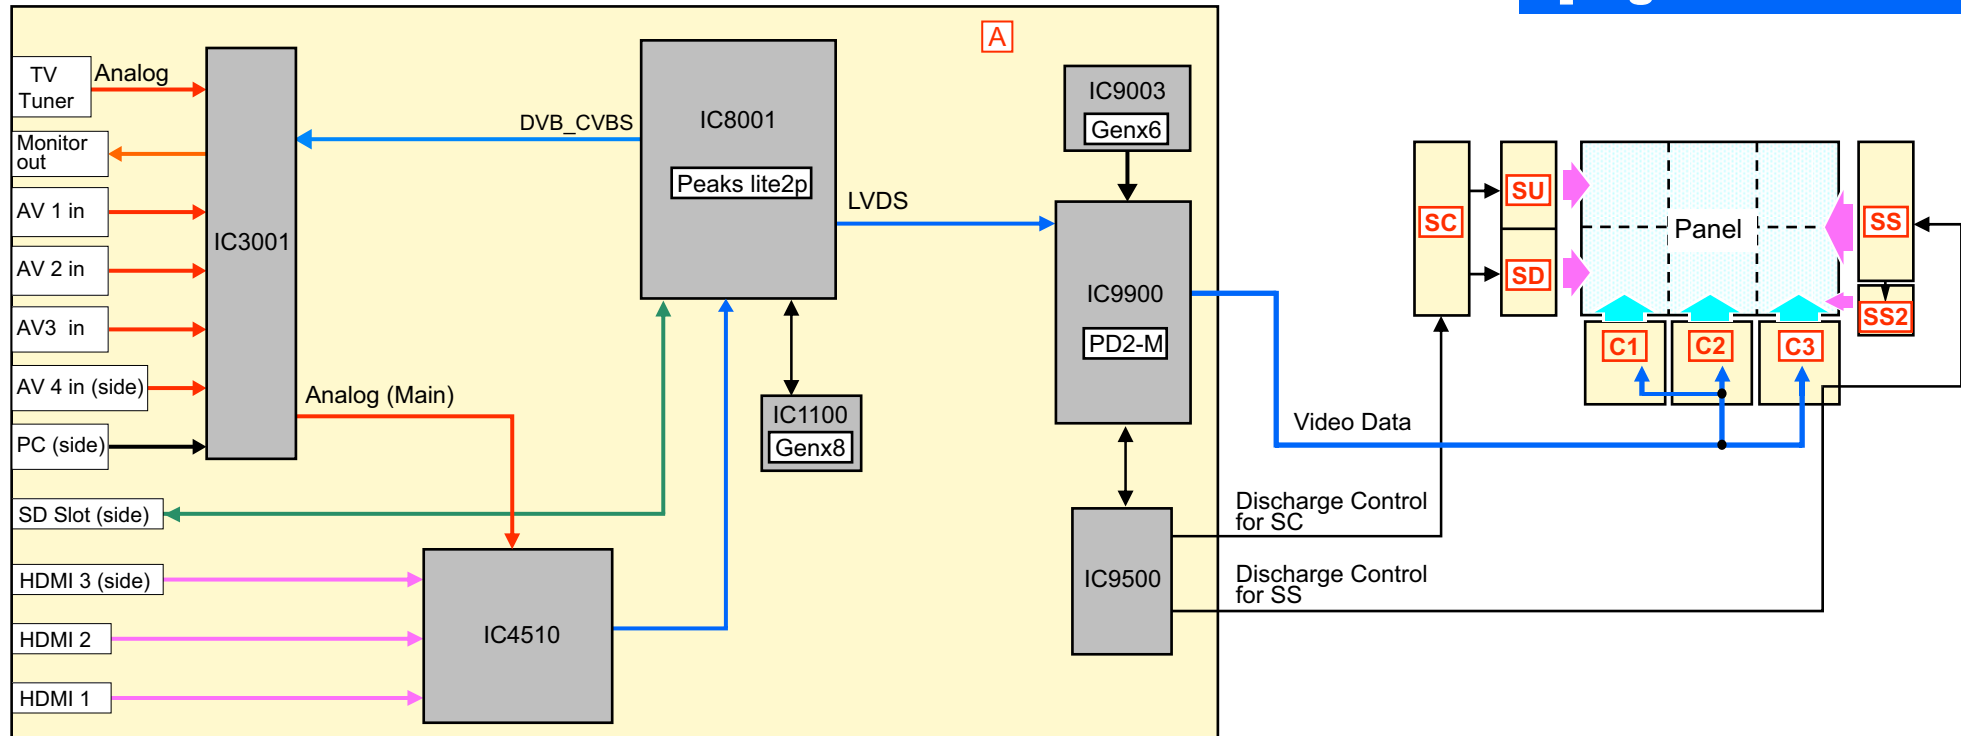 A
TV
Tuner
Analog
Monitor
out
AV 1 in
AV 2 in
AV3 in
AV 4 in (side)
PC (side)
SD Slot (side)
HDMI 3 (side)
HDMI 2
HDMI 1
IC3001
DVB_CVBS
Analog (Main)
IC4510
IC8001
Peaks lite2p
LVDS
IC1100
Genx8
IC9003
Genx6
IC9900
PD2-M
IC9500
Video Data
Discharge Control
for SC
Discharge Control
for SS
SC
SU
SD
Panel
SS
SS2
C1
C2
C3